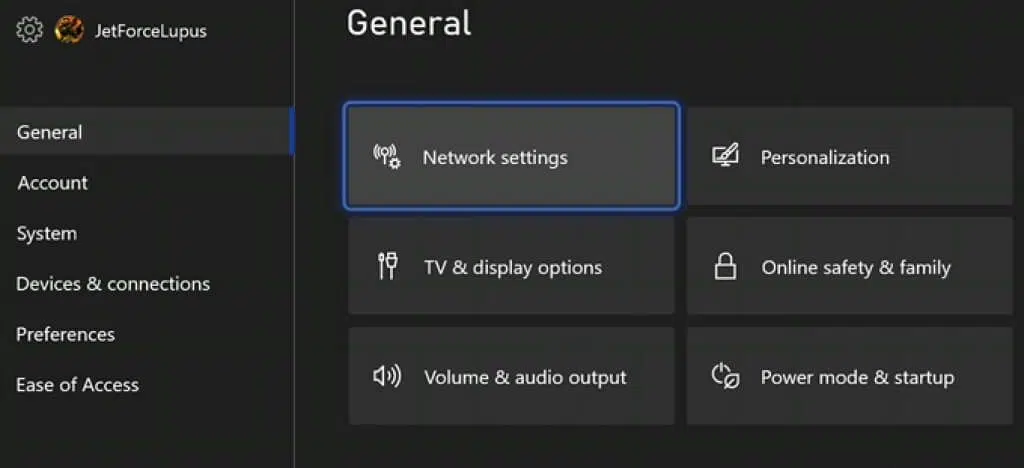 JetForceLupus
General
Account
System
Devices & connections
Preferences
Ease of Access
General
Network settings
Personalization
TV & display options
Online safety & family
Volume & audio output
Power mode & startup